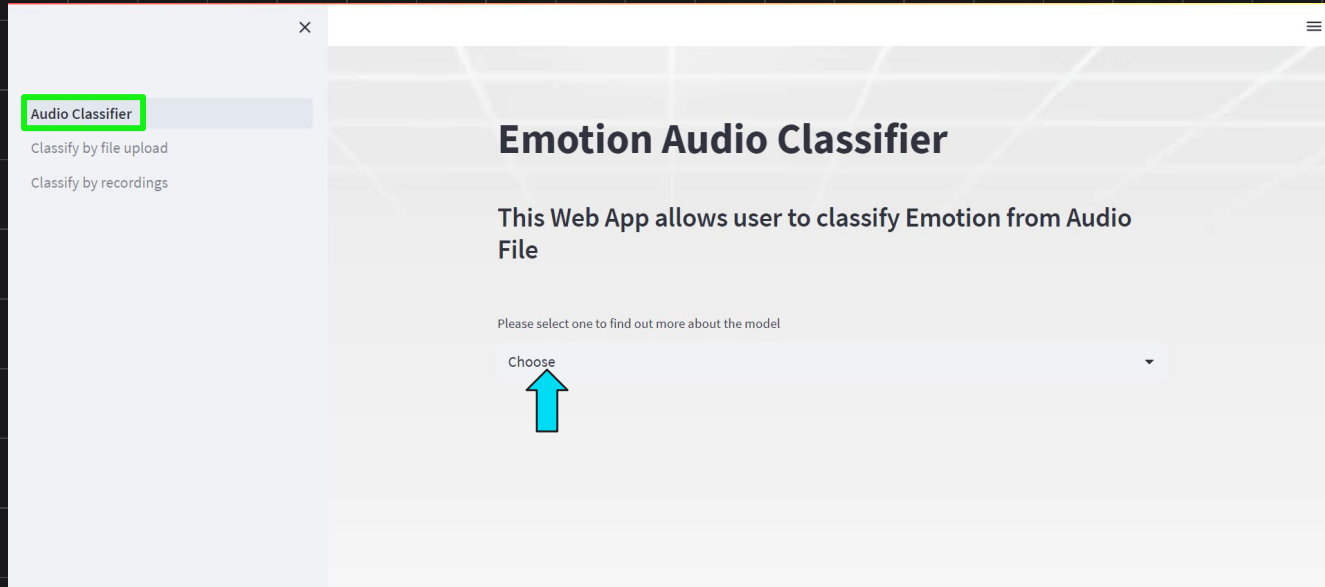 Audio Classifier
Classify by file upload
Classify by recordings
Emotion Audio Classifier
This Web App allows user to classify Emotion from Audio
File
Please select one to find out more about the model
Choose